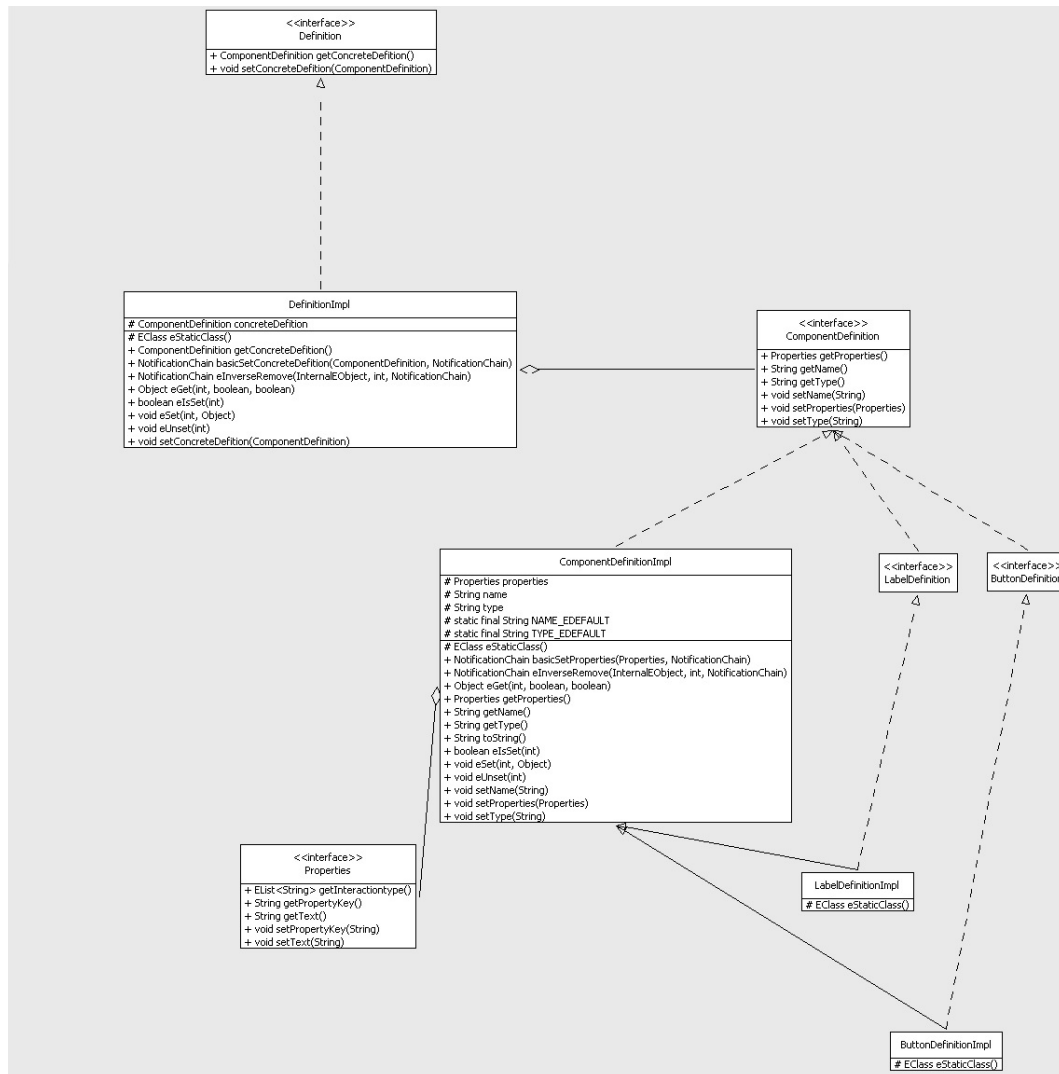 <<interface>>
Definition
+ ComponentDefinition getConcreteDefition()
+ void setConcreteDefition(ComponentDefinition)
DefinitionImpl
# ComponentDefinition concreteDefition
# EClass eStaticClass()
+ ComponentDefinition getConcreteDefition()
+ NotificationChain basicSetConcreteDefition(ComponentDefinition, NotificationChain)
+ NotificationChain eInverseRemove(InternalEObject, int, NotificationChain)
+ Object eGet(int, boolean, boolean)
+ boolean eIsSet(int)
+ void eSet(int, Object)
+ void eUnset(int)
+ void setConcreteDefition(ComponentDefinition)
<<interface>>
ComponentDefinition
+ Properties getProperties()
+ String getName()
+ String getType()
+ void setName(String)
+ void setProperties(Properties)
+ void setType(String)
ComponentDefinitionImpl
# Properties properties
# String name
# String type
# static final String NAME_EDEFAULT
# static final String TYPE_EDEFAULT
# EClass eStaticClass()
+ NotificationChain basicSetProperties(Properties, NotificationChain)
+ NotificationChain eInverseRemove(InternalEObject, int, NotificationChain)
+ Object eGet(int, boolean, boolean)
+ Properties getProperties()
+ String getName()
+ String getType()
+ String toString()
+ boolean eIsSet(int)
+ void eSet(int, Object)
+ void eUnset(int)
+ void setName(String)
+ void setProperties(Properties)
+ void setType(String)
<<interface>>
LabelDefinition
<<interface>>
ButtonDefinition
<<interface>>
Properties
+ EList<String> getInteractiontype()
+ String getPropertyKey()
+ String getText()
+ void setPropertyKey(String)
+ void setText(String)
LabelDefinitionImpl
# EClass eStaticClass()
ButtonDefinitionImpl
# EClass eStaticClass()